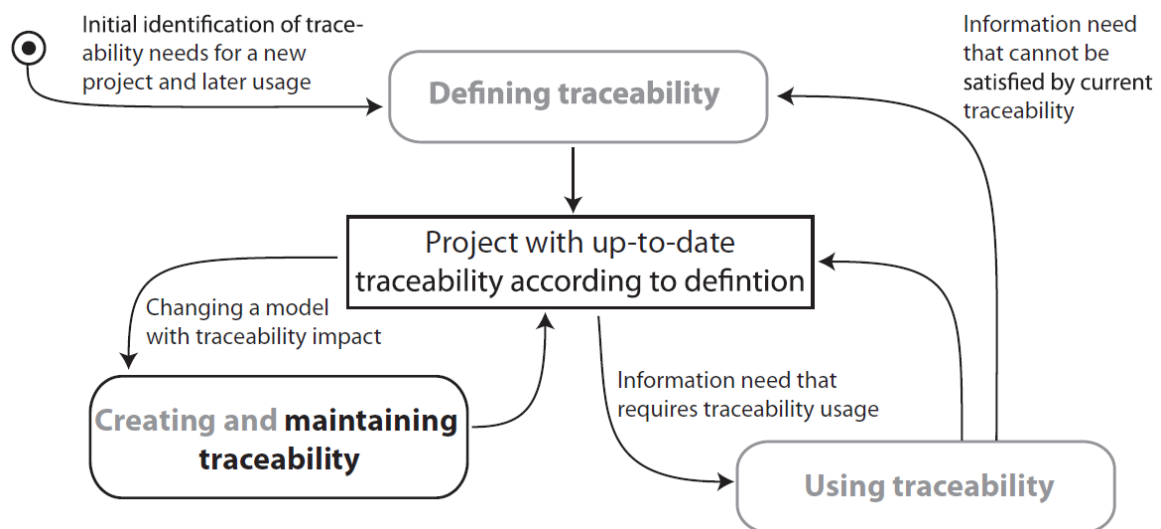 Initial identification of trace-
ability needs for a new
project and later usage
Information need
that cannot be
satisfied by current
traceability
Defining traceability
Project with up-to-date
traceability according to defintion
Changing a model
with traceability impact
Information need that
requires traceability usage
Creating and maintaining
traceability
Using traceability